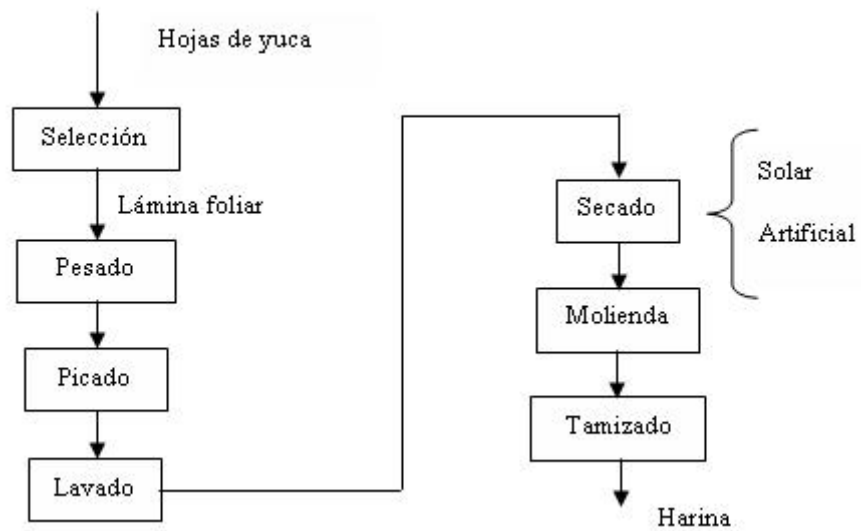 Hojas de yuca
Selección
Lámina foliar
Pesado
Picado
Lavado
Secado
Solar
Artificial
Molienda
Tamizado
Harina